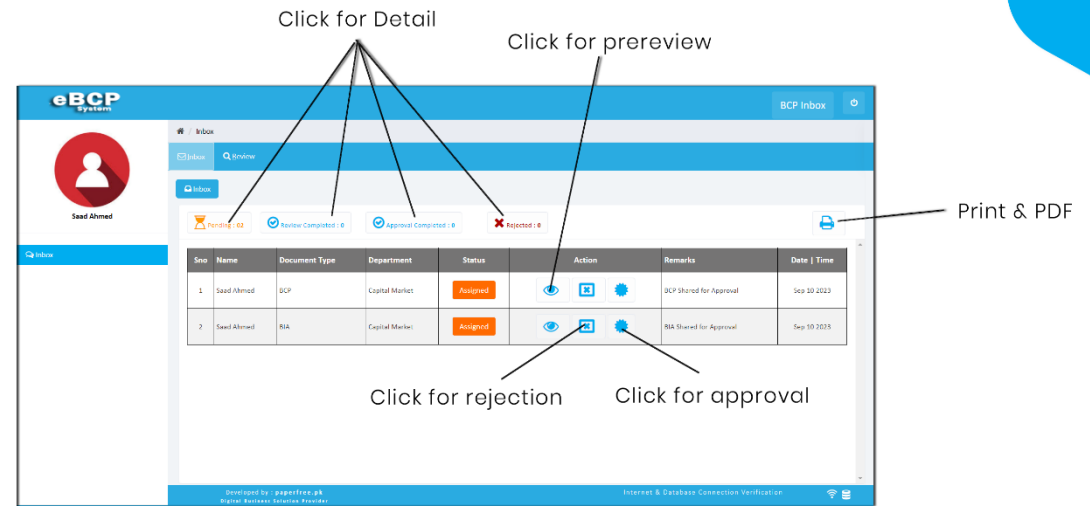 Click for Detail
Click for prereview
eBCP
System
BCP Inbox
/ Inbox
Inbox Review
Inbox
Saad Ahmed
Pending : 02 Review Completed : 0 Approval Completed : 0 Rejected : 0
Print & PDF
Inbox
Sno Name Document Type Department Status Action Remarks Date | Time
1 Saad Ahmed BCP Capital Market Assigned BCP Shared for Approval Sep 10 2023
2 Saad Ahmed BIA Capital Market Assigned BIA Shared for Approval Sep 10 2023
Click for rejection
Click for approval
Developed by : paperfree.pk
Digital Business Solution Provider
Internet & Database Connection Verification